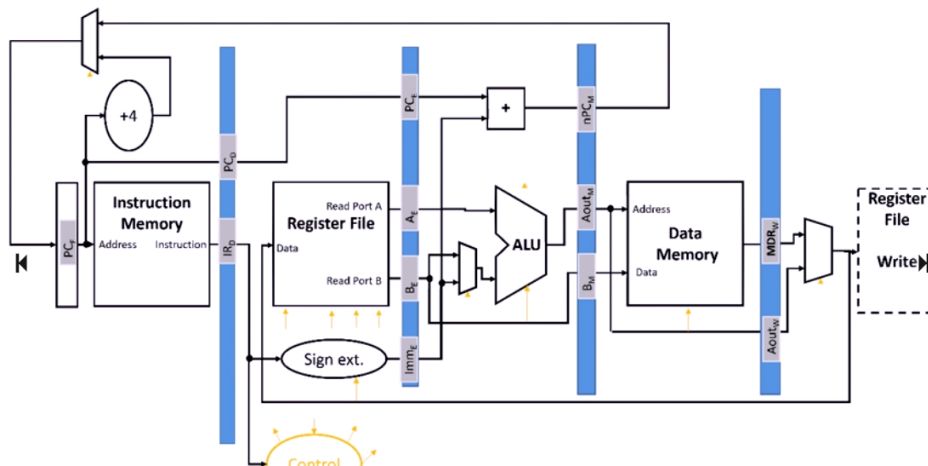 +4
PC_F
Instruction
Memory
Address
Instruction
PC_D
IR_D
Read Port A
Register File
Data
Read Port B
Sign ext.
Control
PC_E
A_E
B_E
Imm_E
+
ALU
nPC_M
Aout_M
B_M
Address
Data
Memory
Data
MDR_W
Aout_W
Register
File
Write